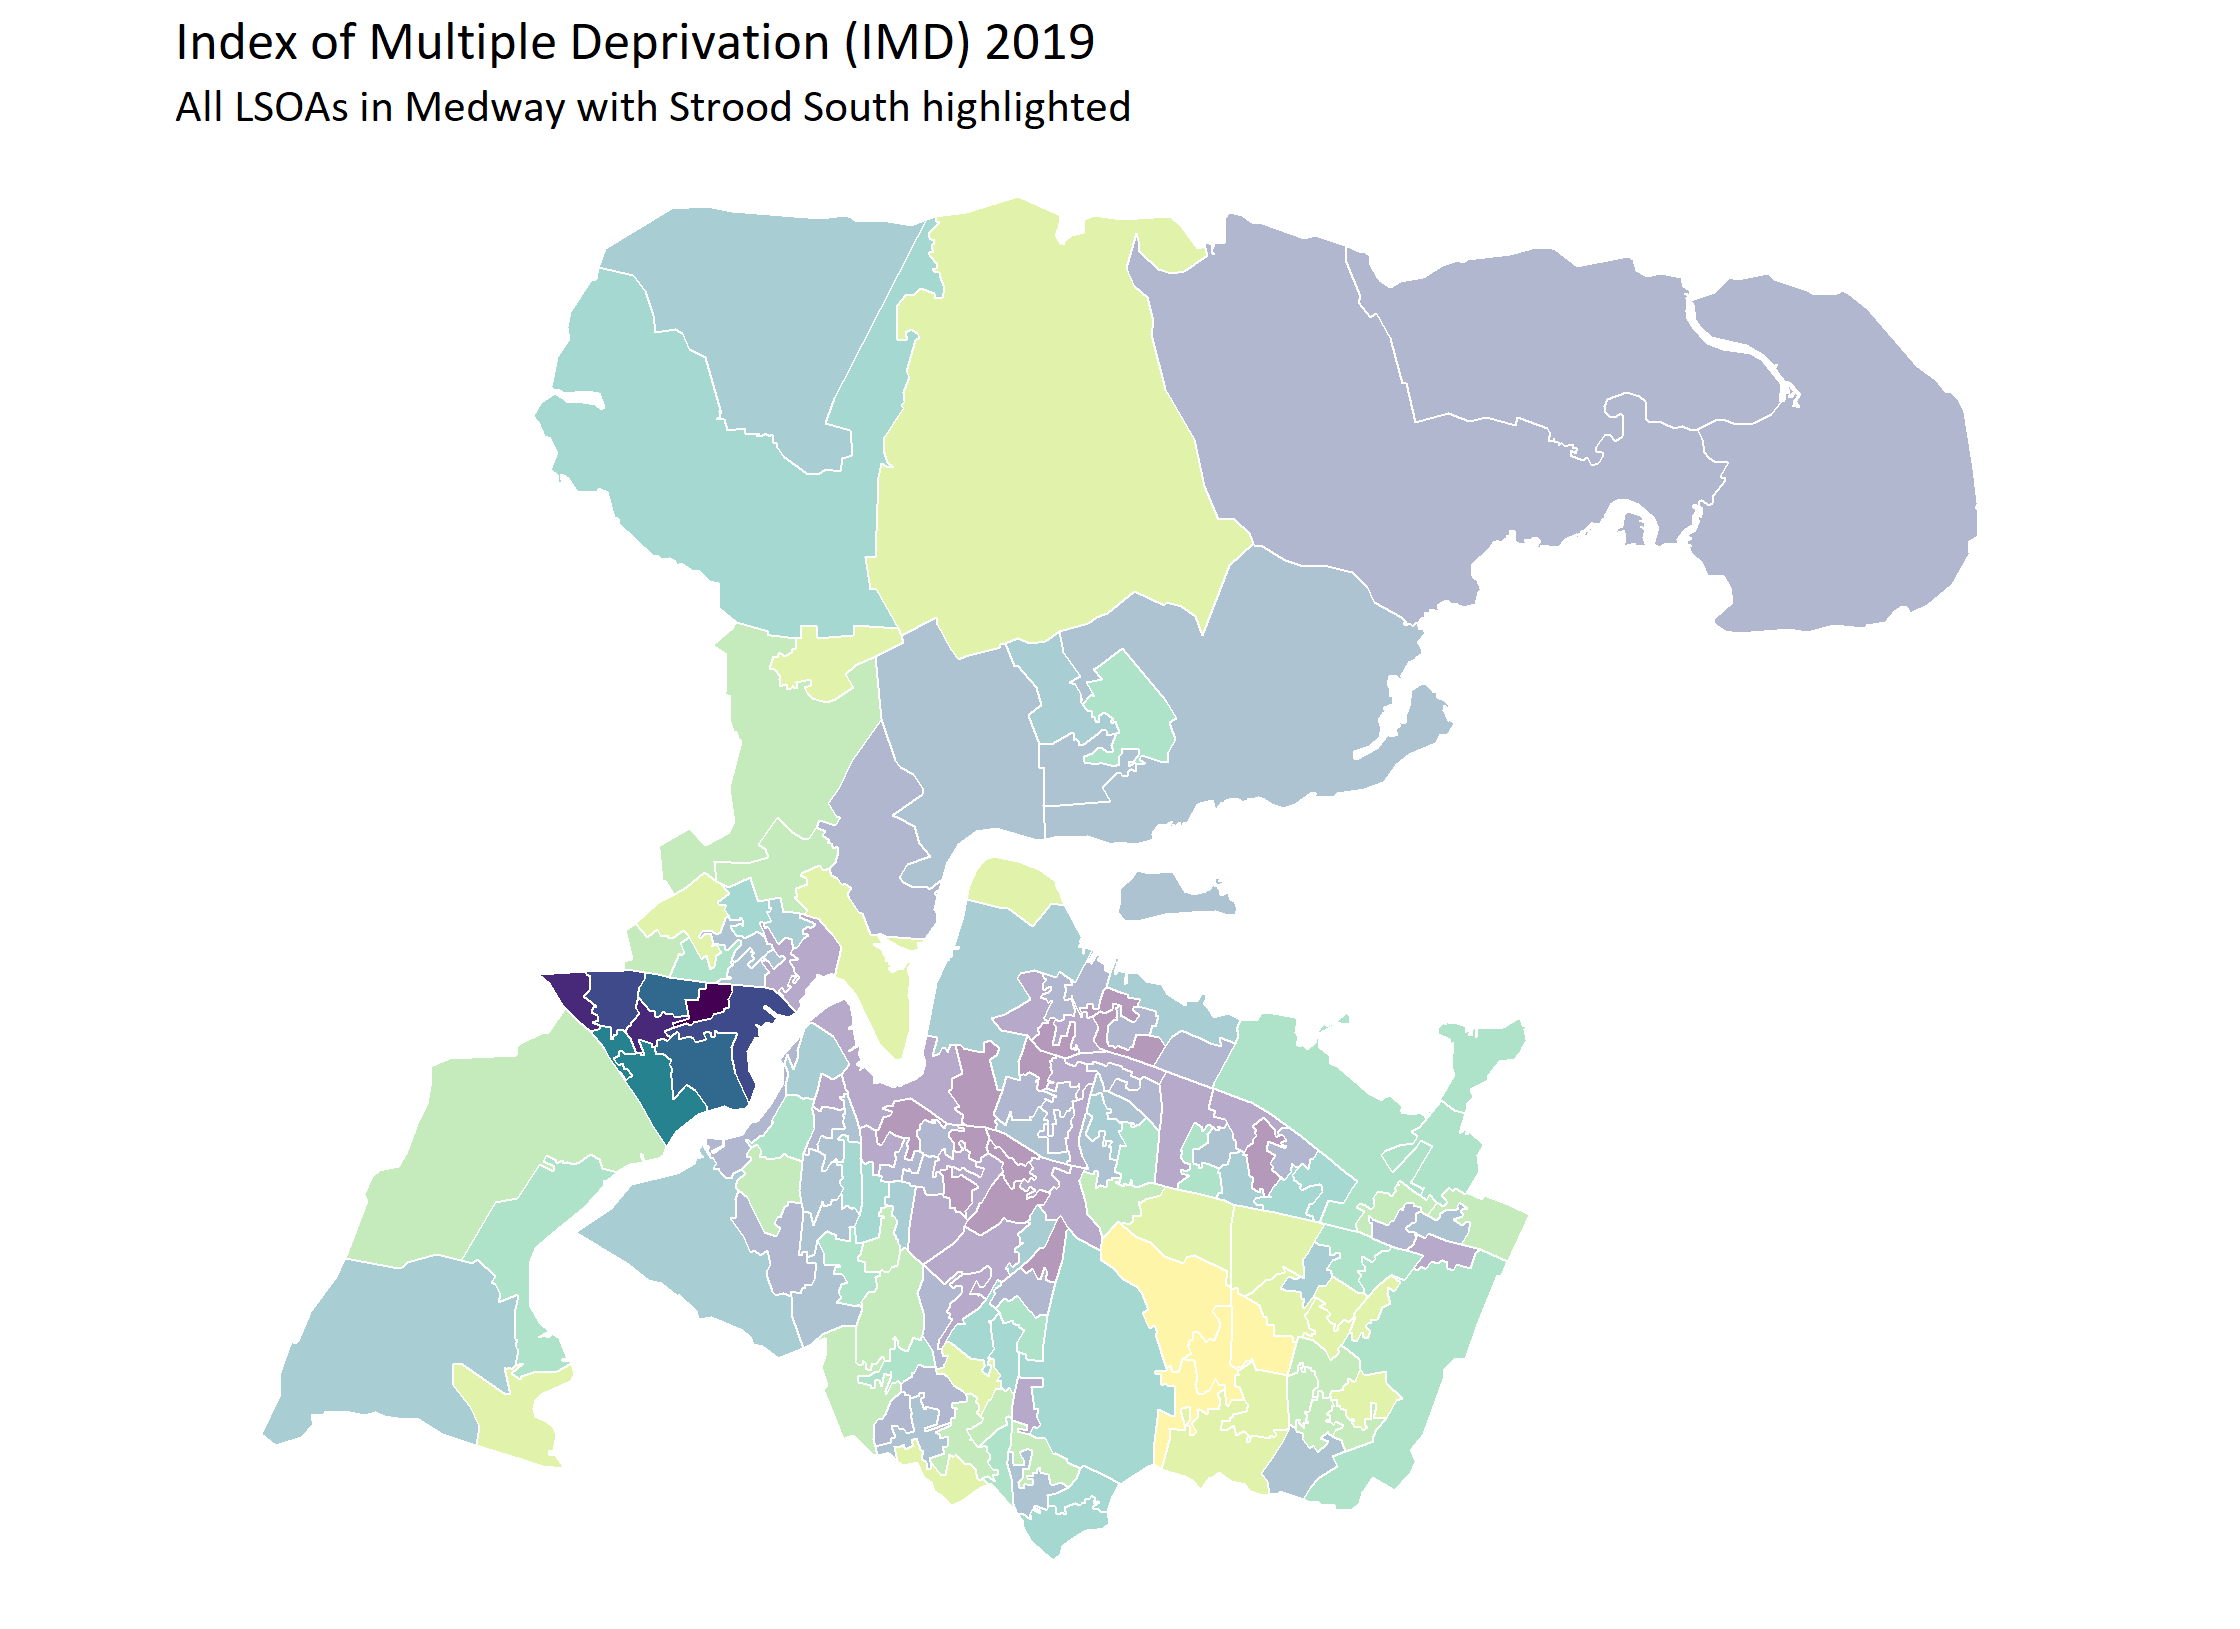 Index of Multiple Deprivation (IMD) 2019
All LSOAs in Medway with Strood South highlighted